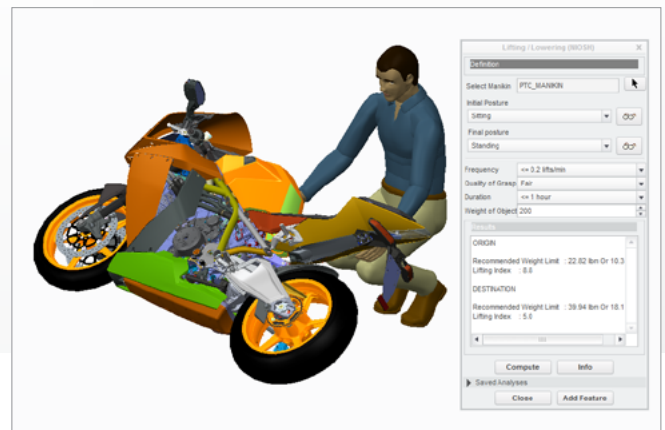 Lifting / Lowering (NIOSH) X
Definition
Select Manikin PTC_MANIKIN
Initial Posture
Sitting
Final posture
Standing
Frequency <= 0.2 lifts/min
Quality of Grasp Fair
Duration <= 1 hour
Weight of Object 200
Results
ORIGIN
Recommended Weight Limit : 22.82 lbm Or 10.3
Lifting Index : 8.8
DESTINATION
Recommended Weight Limit : 39.94 lbm Or 18.1
Lifting Index : 5.0
Compute Info
Saved Analyses
Close Add Feature